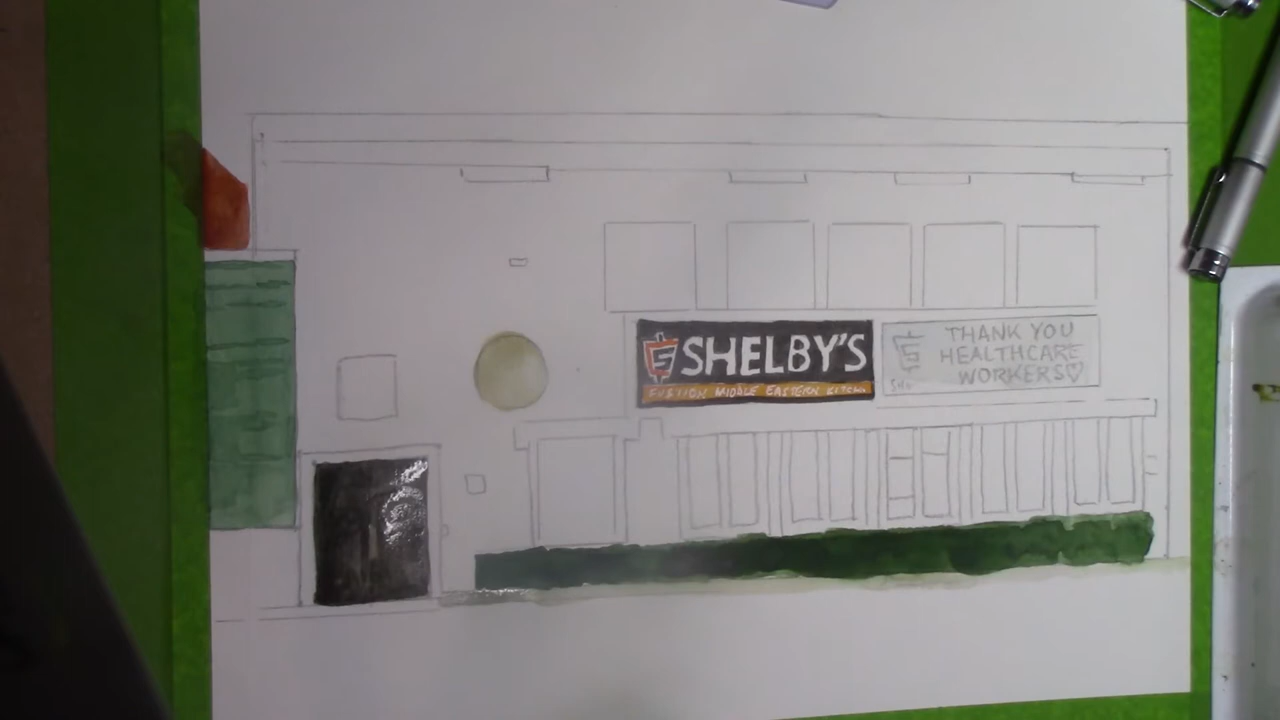 SHELBY'S
FUSION MIDDLE EASTERN KITCHEN
THANK YOU
HEALTHCARE
WORKERS♡